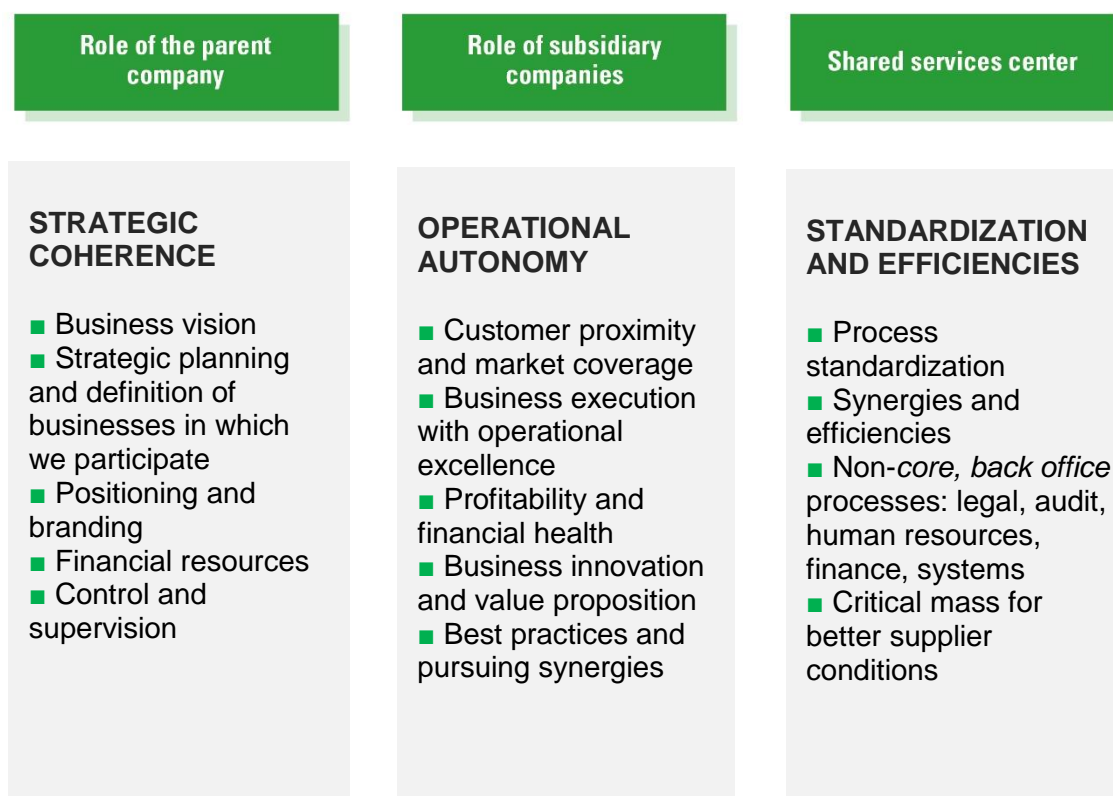 Role of the parent
company
STRATEGIC
COHERENCE
■ Business vision
■ Strategic planning
and definition of
businesses in which
we participate
■ Positioning and
branding
■ Financial resources
■ Control and
supervision
Role of subsidiary
companies
OPERATIONAL
AUTONOMY
■ Customer proximity
and market coverage
■ Business execution
with operational
excellence
■ Profitability and
financial health
■ Business innovation
and value proposition
■ Best practices and
pursuing synergies
Shared services center
STANDARDIZATION
AND EFFICIENCIES
■ Process
standardization
■ Synergies and
efficiencies
■ Non-core, back office
processes: legal, audit,
human resources,
finance, systems
■ Critical mass for
better supplier
conditions